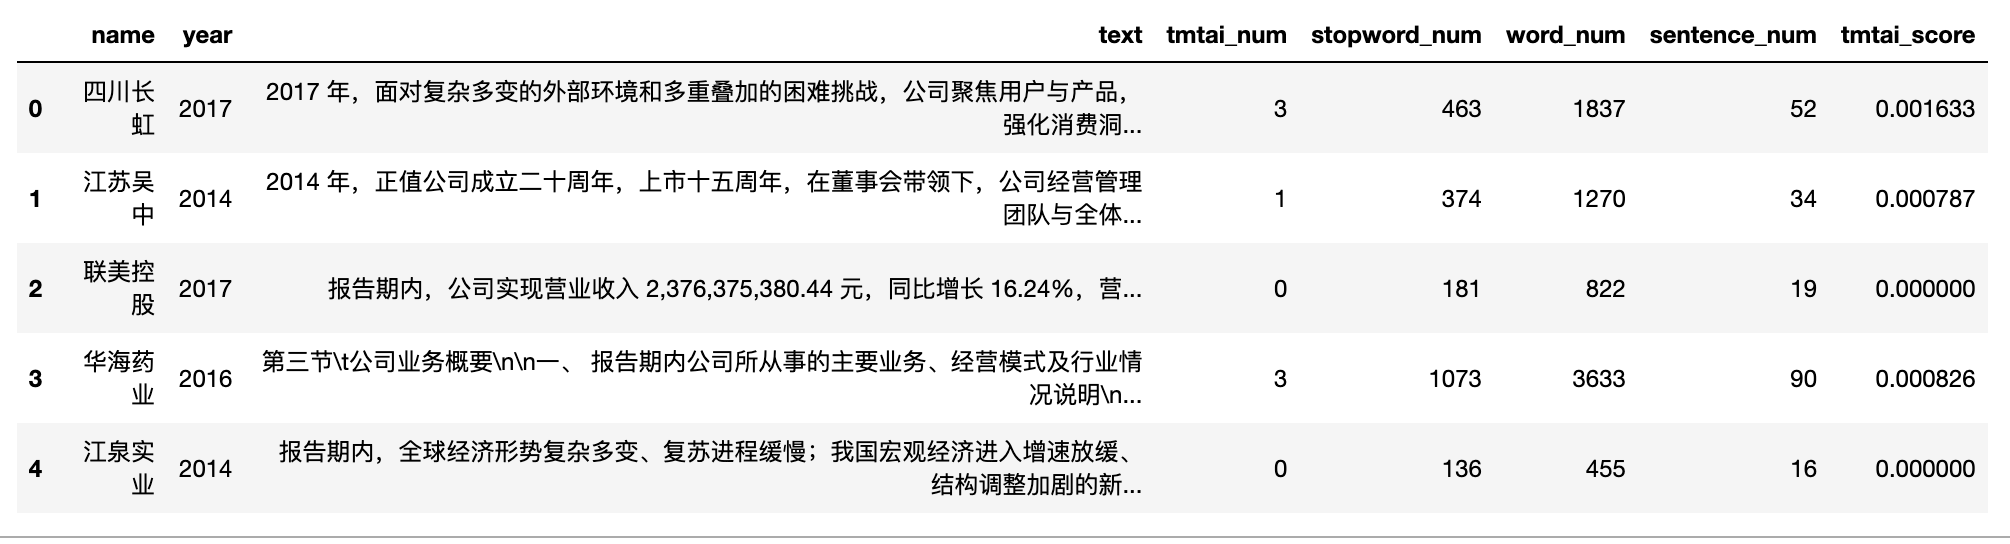 name year text tmtai_num stopword_num word_num sentence_num tmtai_score
0 四川长虹 2017 2017 年，面对复杂多变的外部环境和多重叠加的困难挑战，公司聚焦用户与产品，
强化消费洞... 3 463 1837 52 0.001633
1 江苏吴中 2014 2014 年，正值公司成立二十周年，上市十五周年，在董事会带领下，公司经营管理
团队与全体... 1 374 1270 34 0.000787
2 联美控股 2017 报告期内，公司实现营业收入 2,376,375,380.44 元，同比增长 16.24%，营... 0 181 822 19 0.000000
3 华海药业 2016 第三节\t公司业务概要\n\n一、 报告期内公司所从事的主要业务、经营模式及行业情
况说明\n... 3 1073 3633 90 0.000826
4 江泉实业 2014 报告期内，全球经济形势复杂多变、复苏进程缓慢；我国宏观经济进入增速放缓、
结构调整加剧的新... 0 136 455 16 0.000000